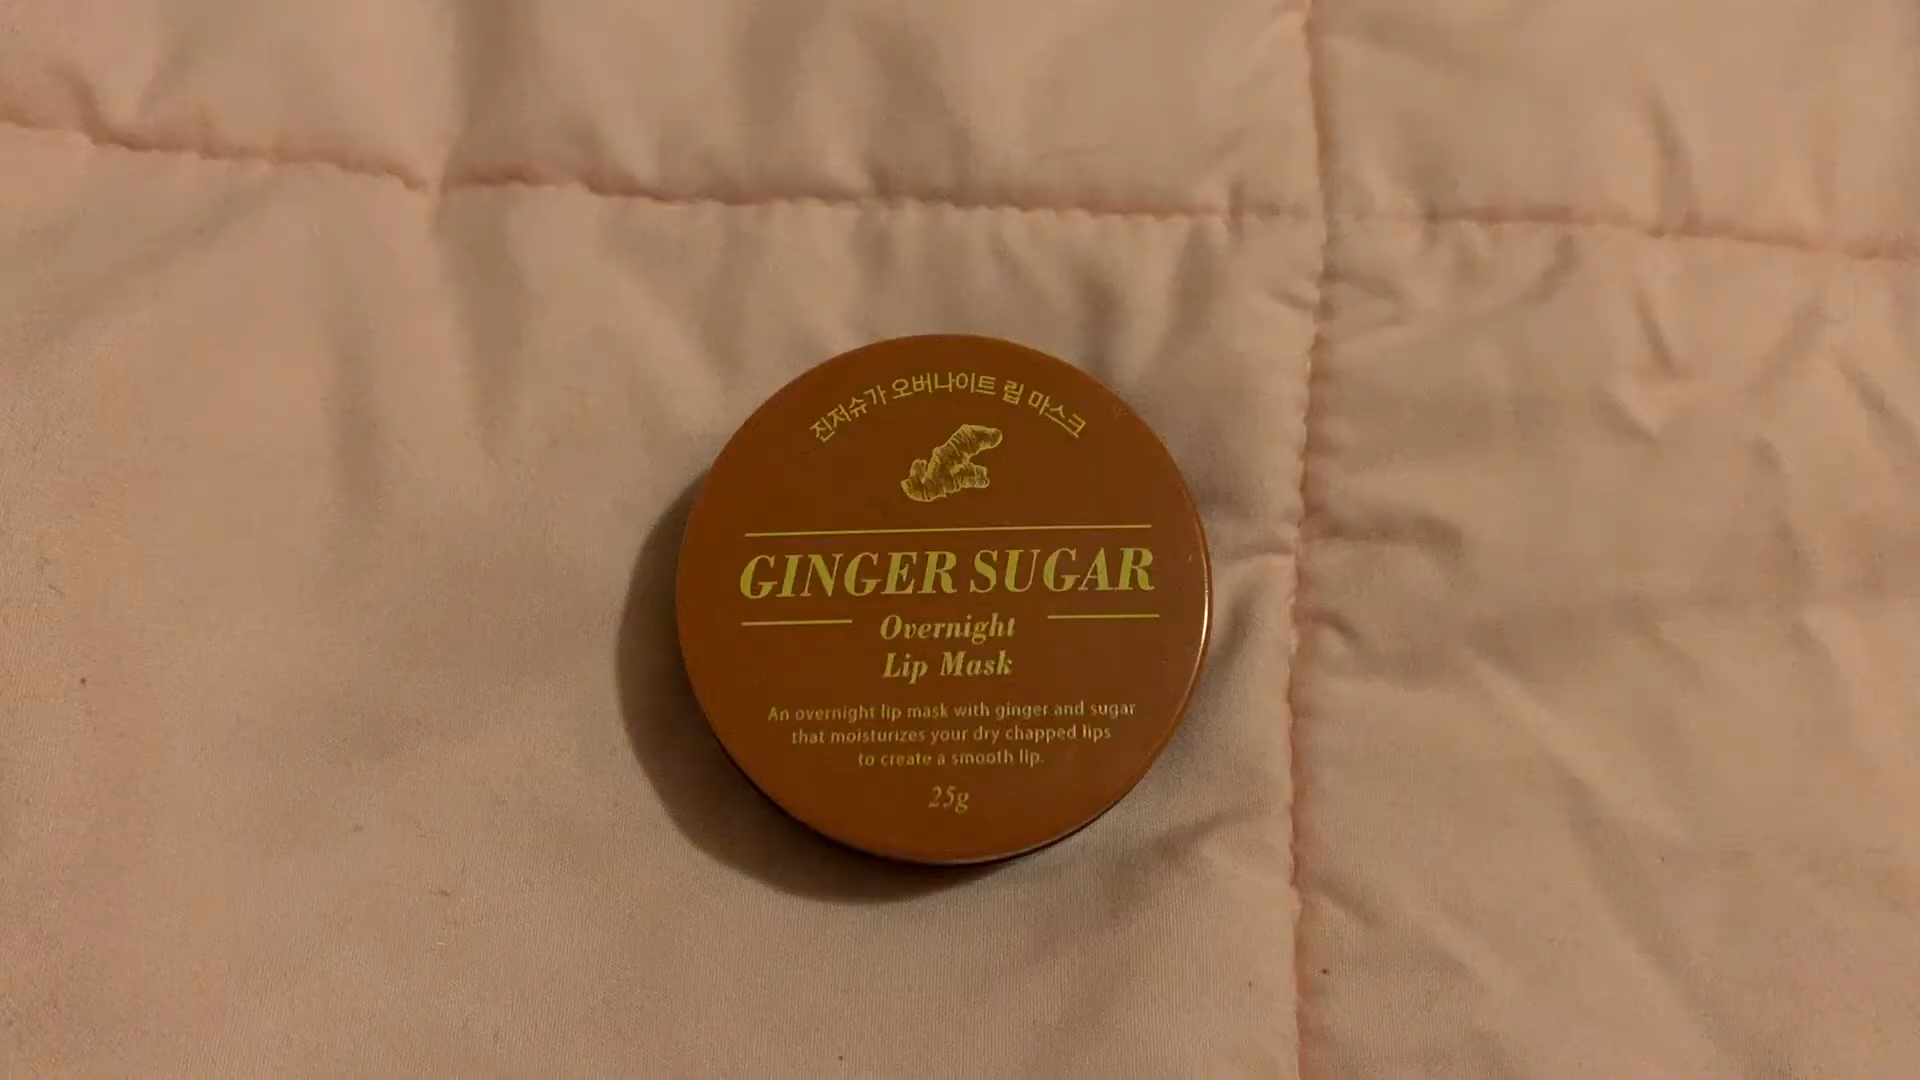 진저슈가 오버나이트 립 마스크
GINGER SUGAR
Overnight
Lip Mask
An overnight lip mask with ginger and sugar
that moisturizes your dry chapped lips
to create a smooth lip.
25g